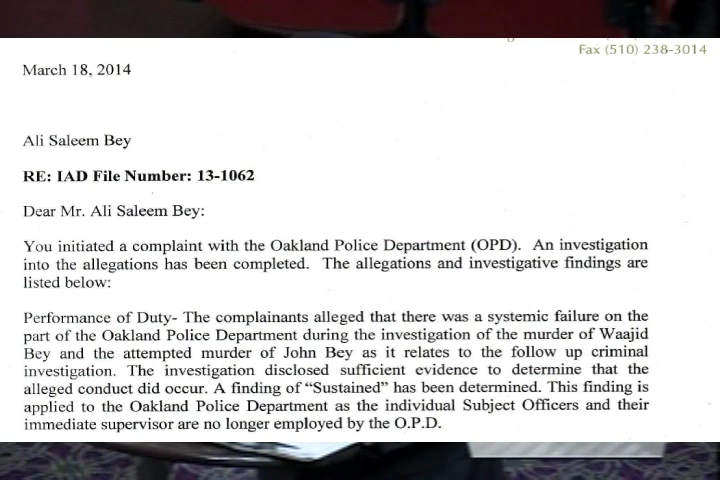 Fax (510) 238-3014
March 18, 2014
Ali Saleem Bey
RE: IAD File Number: 13-1062
Dear Mr. Ali Saleem Bey:
You initiated a complaint with the Oakland Police Department (OPD). An investigation
into the allegations has been completed. The allegations and investigative findings are
listed below:
Performance of Duty- The complainants alleged that there was a systemic failure on the
part of the Oakland Police Department during the investigation of the murder of Waajid
Bey and the attempted murder of John Bey as it relates to the follow up criminal
investigation. The investigation disclosed sufficient evidence to determine that the
alleged conduct did occur. A finding of “Sustained” has been determined. This finding is
applied to the Oakland Police Department as the individual Subject Officers and their
immediate supervisor are no longer employed by the O.P.D.